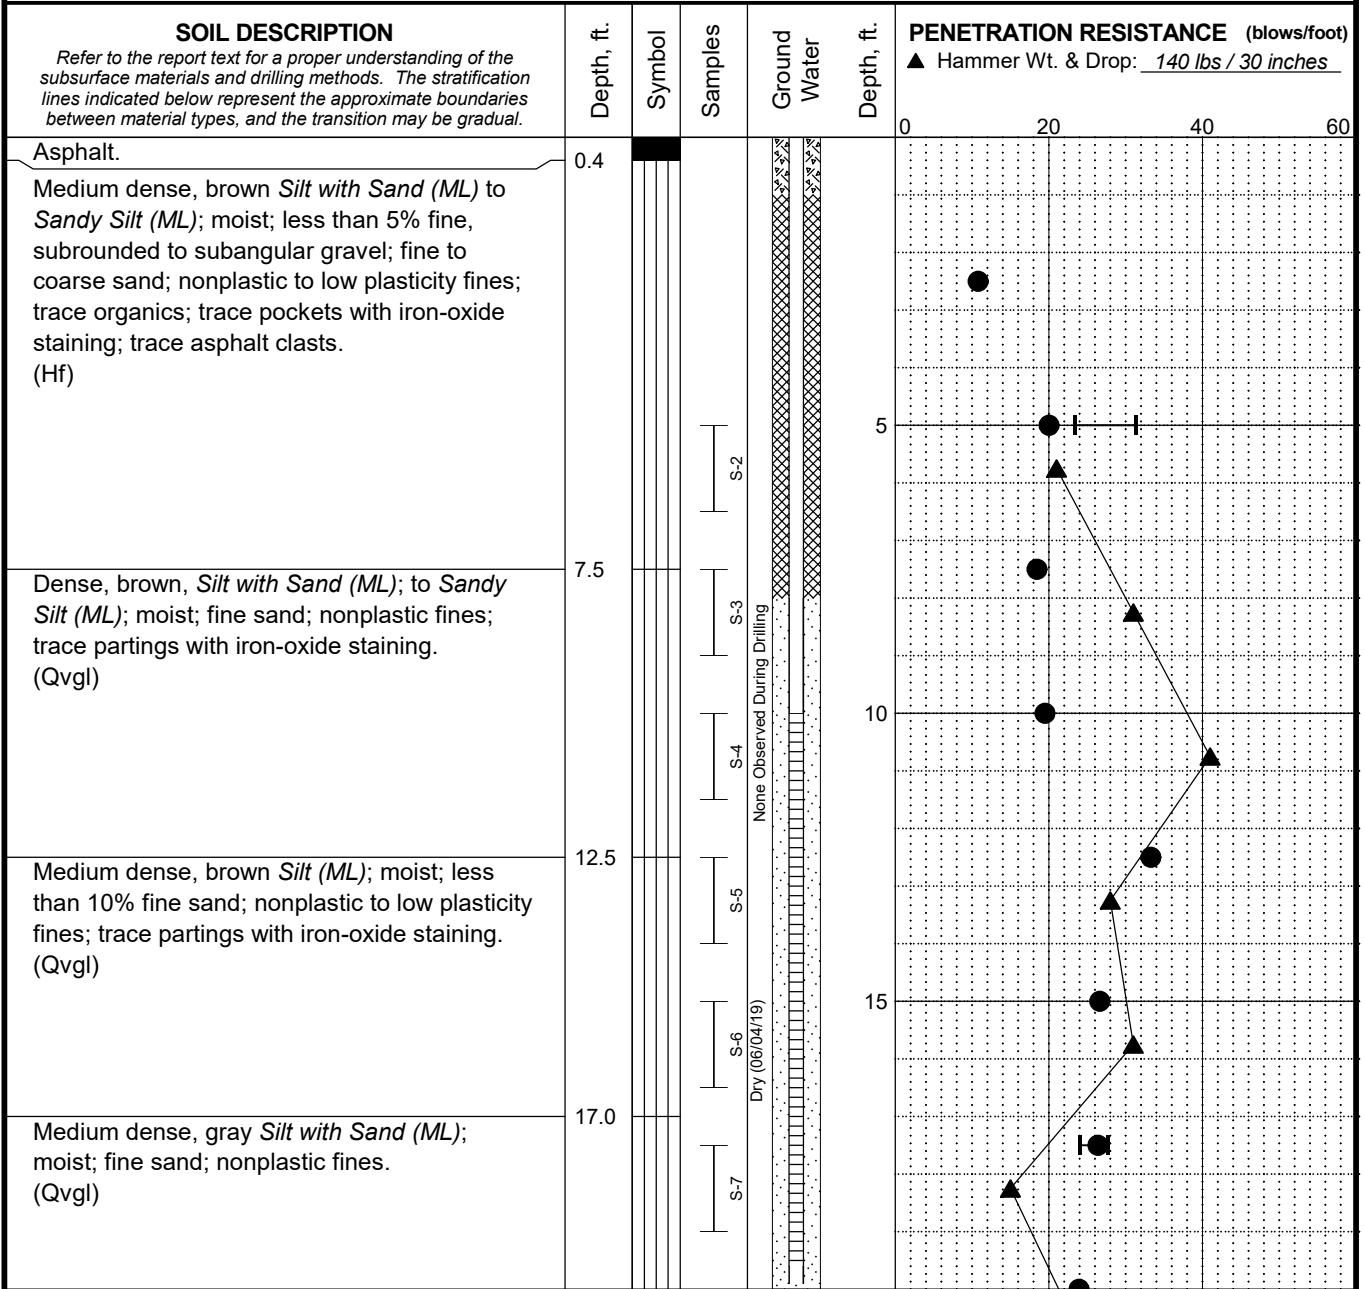 SOIL DESCRIPTION
Refer to the report text for a proper understanding of the
subsurface materials and drilling methods. The stratification
lines indicated below represent the approximate boundaries
between material types, and the transition may be gradual.
Depth, ft.
Symbol
Samples
Ground
Water
Depth, ft.
PENETRATION RESISTANCE (blows/foot)
▲ Hammer Wt. & Drop: 140 lbs / 30 inches
0 20 40 60
Asphalt.
0.4
Medium dense, brown Silt with Sand (ML) to
Sandy Silt (ML); moist; less than 5% fine,
subrounded to subangular gravel; fine to
coarse sand; nonplastic to low plasticity fines;
trace organics; trace pockets with iron-oxide
staining; trace asphalt clasts.
(Hf)
5
S-2
7.5
Dense, brown, Silt with Sand (ML); to Sandy
Silt (ML); moist; fine sand; nonplastic fines;
trace partings with iron-oxide staining.
(Qvgl)
S-3
None Observed During Drilling
10
S-4
12.5
Medium dense, brown Silt (ML); moist; less
than 10% fine sand; nonplastic to low plasticity
fines; trace partings with iron-oxide staining.
(Qvgl)
S-5
15
S-6
Dry (06/04/19)
17.0
Medium dense, gray Silt with Sand (ML);
moist; fine sand; nonplastic fines.
(Qvgl)
S-7